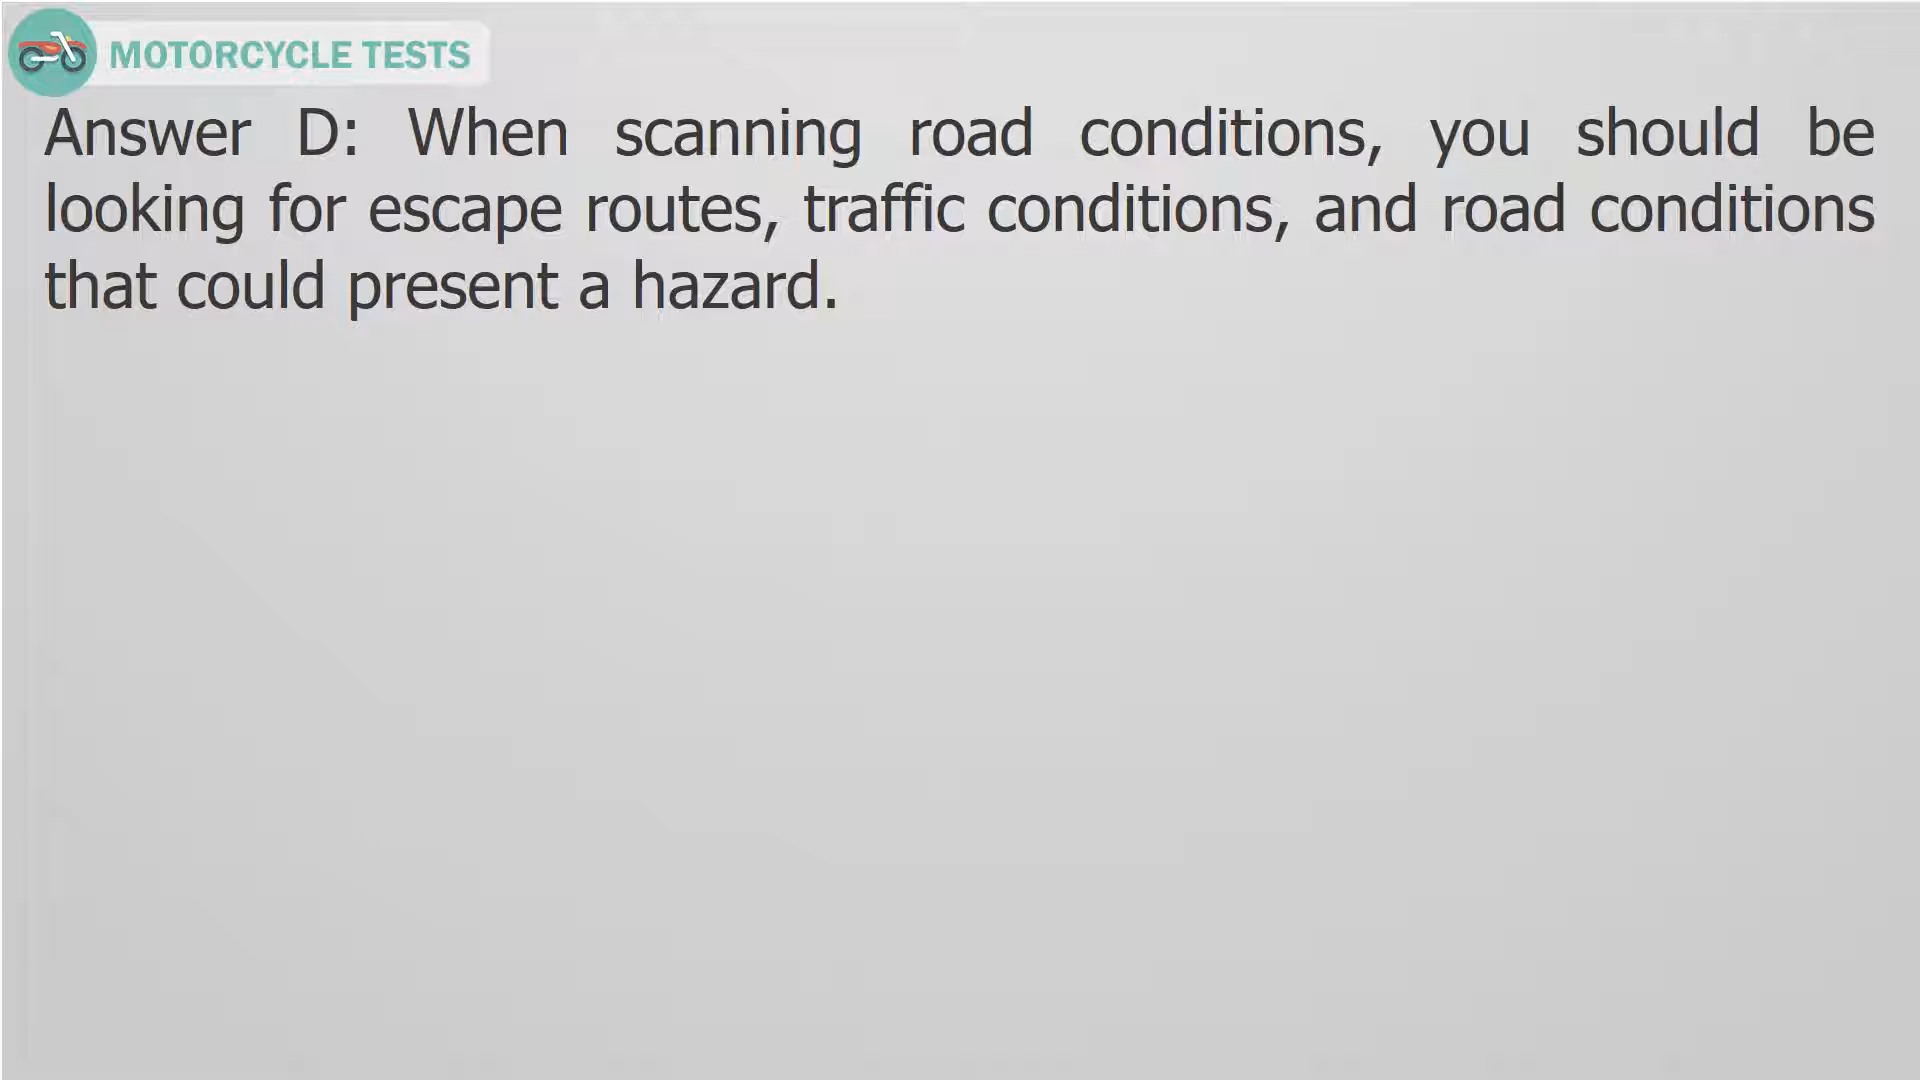 MOTORCYCLE TESTS
Answer D: When scanning road conditions, you should be
looking for escape routes, traffic conditions, and road conditions
that could present a hazard.